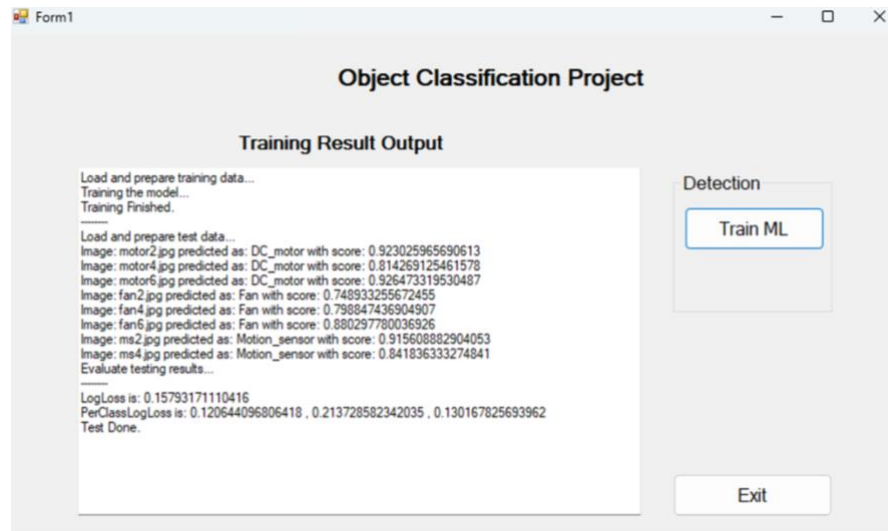 Form1
Object Classification Project
Training Result Output
Load and prepare training data...
Training the model...
Training Finished.
--------
Load and prepare test data...
Image: motor2.jpg predicted as: DC_motor with score: 0.923025965690613
Image: motor4.jpg predicted as: DC_motor with score: 0.814269125461578
Image: motor6.jpg predicted as: DC_motor with score: 0.926473319530487
Image: fan2.jpg predicted as: Fan with score: 0.748933255672455
Image: fan4.jpg predicted as: Fan with score: 0.798847436904907
Image: fan6.jpg predicted as: Fan with score: 0.880297780036926
Image: ms2.jpg predicted as: Motion_sensor with score: 0.915608882904053
Image: ms4.jpg predicted as: Motion_sensor with score: 0.841836333274841
Evaluate testing results...
--------
LogLoss is: 0.15793171110416
PerClassLogLoss is: 0.120644096806418 , 0.213728582342035 , 0.130167825693962
Test Done.
Detection
Train ML
Exit